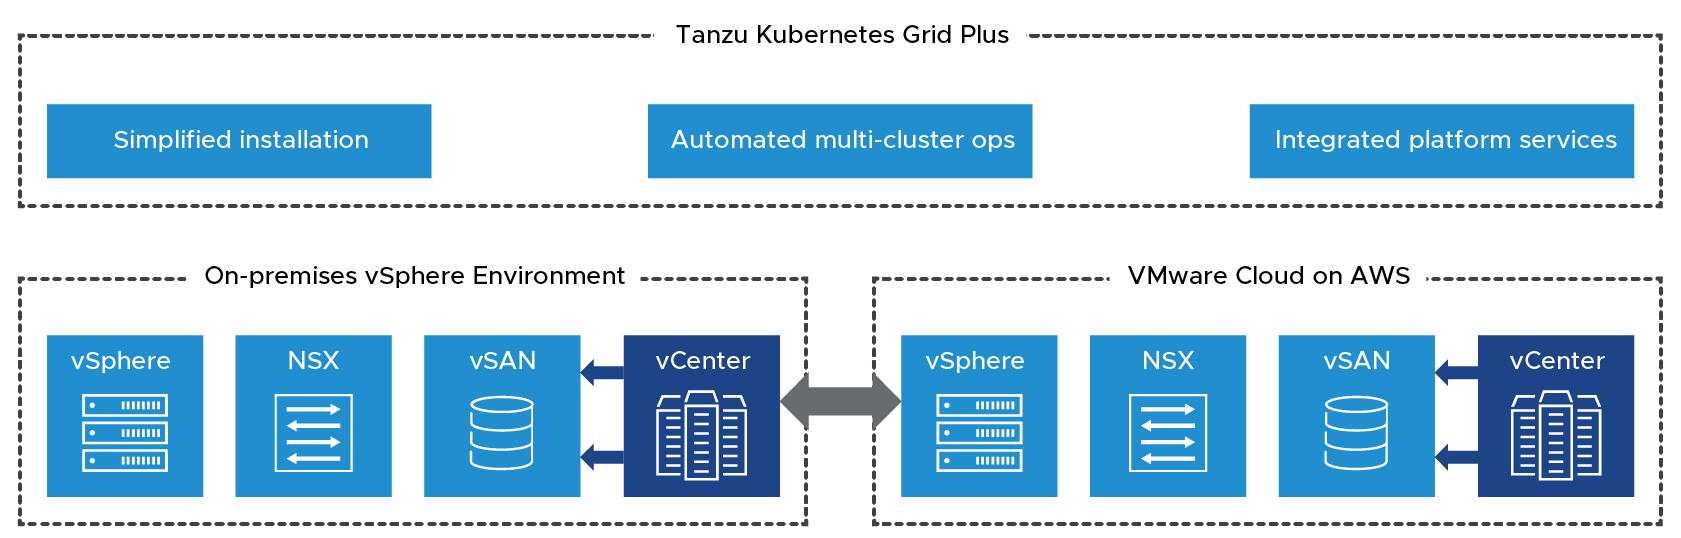 Tanzu Kubernetes Grid Plus
Simplified installation
Automated multi-cluster ops
Integrated platform services
On-premises vSphere Environment
vSphere
NSX
vSAN
vCenter
VMware Cloud on AWS
vSphere
NSX
vSAN
vCenter